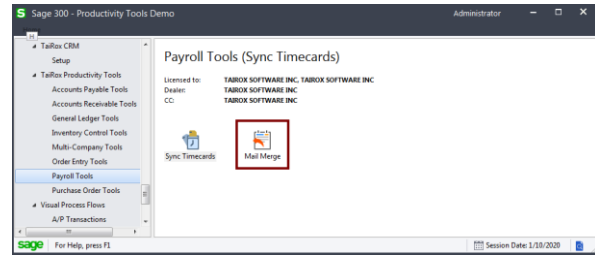 S Sage 300 - Productivity Tools Demo
Administrator
H
TaiRox CRM
Setup
TaiRox Productivity Tools
Accounts Payable Tools
Accounts Receivable Tools
General Ledger Tools
Inventory Control Tools
Multi-Company Tools
Order Entry Tools
Payroll Tools
Purchase Order Tools
Visual Process Flows
A/P Transactions
Payroll Tools (Sync Timecards)
Licensed to: TAIROX SOFTWARE INC, TAIROX SOFTWARE INC
Dealer: TAIROX SOFTWARE INC
CC: TAIROX SOFTWARE INC
Sync Timecards
Mail Merge
sage For Help, press F1
Session Date: 1/10/2020